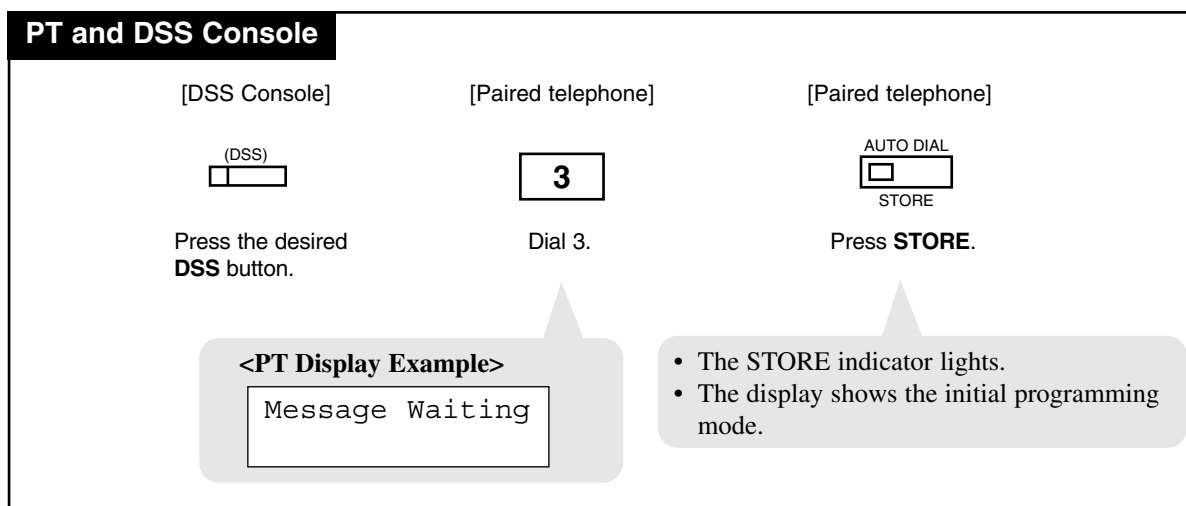 PT and DSS Console
[DSS Console]
[Paired telephone]
[Paired telephone]
(DSS)
3
AUTO DIAL
STORE
Press the desired
DSS button.
Dial 3.
Press STORE.
<PT Display Example>
Message Waiting
• The STORE indicator lights.
• The display shows the initial programming
mode.